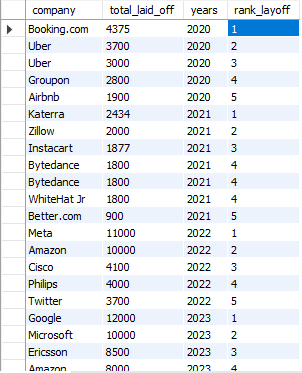 company total_laid_off years rank_layoff
Booking.com 4375 2020 1
Uber 3700 2020 2
Uber 3000 2020 3
Groupon 2800 2020 4
Airbnb 1900 2020 5
Katerra 2434 2021 1
Zillow 2000 2021 2
Instacart 1877 2021 3
Bytedance 1800 2021 4
Bytedance 1800 2021 4
WhiteHat Jr 1800 2021 4
Better.com 900 2021 5
Meta 11000 2022 1
Amazon 10000 2022 2
Cisco 4100 2022 3
Philips 4000 2022 4
Twitter 3700 2022 5
Google 12000 2023 1
Microsoft 10000 2023 2
Ericsson 8500 2023 3
Amazon 8000 2023 4